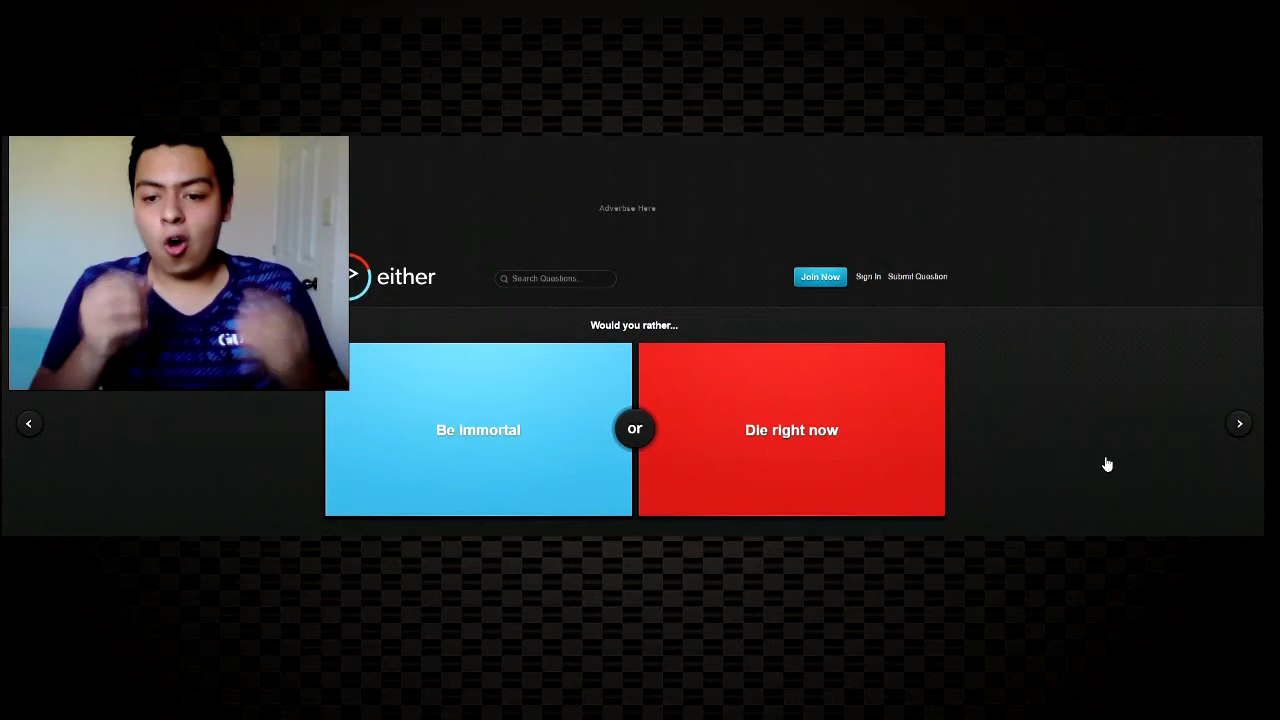 Advertise Here
either
Search Questions...
Join Now
Sign In
Submit Question
Would you rather...
Be Immortal
or
Die right now